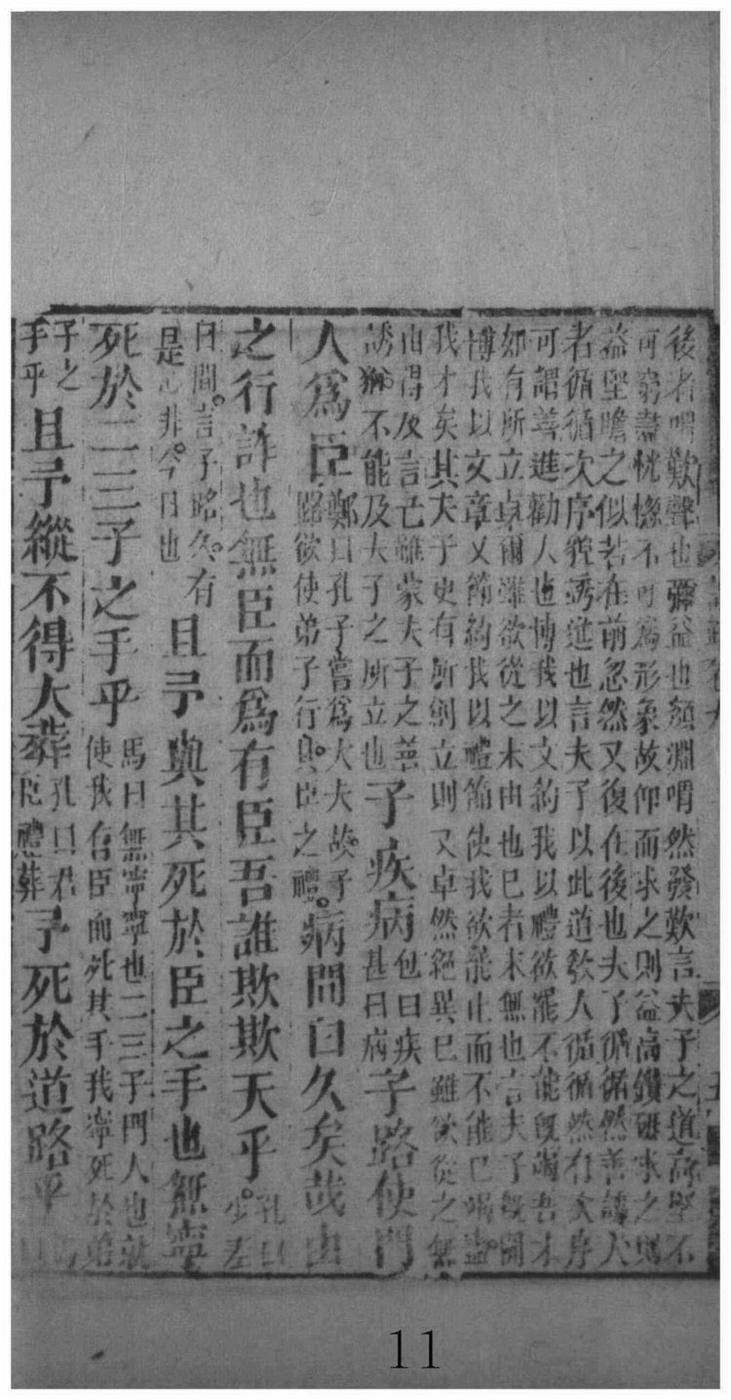 後者喟歎聲也彌益也顏淵喟然發歎言夫子之道高堅不
可窮盡恍惚不可為形象故仰而求之則益高鑽研求之則
益堅瞻之似若在前忽然又復在後也夫子循循然善誘人
者循循次序貌誘進也言夫子以此道教人循循然有次序
可謂善進勸人也博我以文約我以禮欲罷不能既竭吾才
如有所立卓爾雖欲從之末由也已者末無也言夫子既開
博我以文章又節約我以禮節使我欲罷止而不能已竭盡
我才矣其夫子更有所創立則又卓然絕異已雖欲從之無
由得及言己雖蒙夫子之善誘猶不能及夫子之所立也子疾病包曰疾甚曰病子路使門
人為臣鄭曰孔子嘗為大夫故子路欲使弟子行其臣之禮。病間曰久矣哉由
之行詐也無臣而為有臣吾誰欺欺天乎。孔曰少差
曰間。言子路久。有是心非。今日也且予與其死於臣之手也無寧
死於二三子之手乎馬曰無寧寧也二三子門人也就使我有臣而死其手我寧死於弟
子之手乎且予縱不得大葬孔曰君臣禮葬予死於道路乎
11